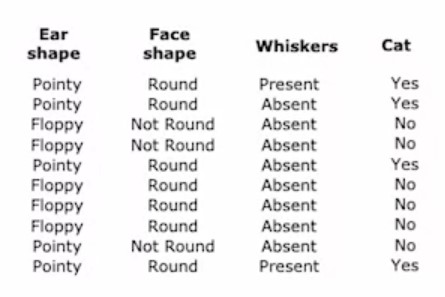 Ear shape Face shape Whiskers Cat
Pointy Round Present Yes
Pointy Round Absent Yes
Floppy Not Round Absent No
Floppy Not Round Absent No
Pointy Round Absent Yes
Floppy Round Absent No
Floppy Round Absent No
Floppy Round Absent No
Pointy Not Round Absent No
Pointy Round Present Yes